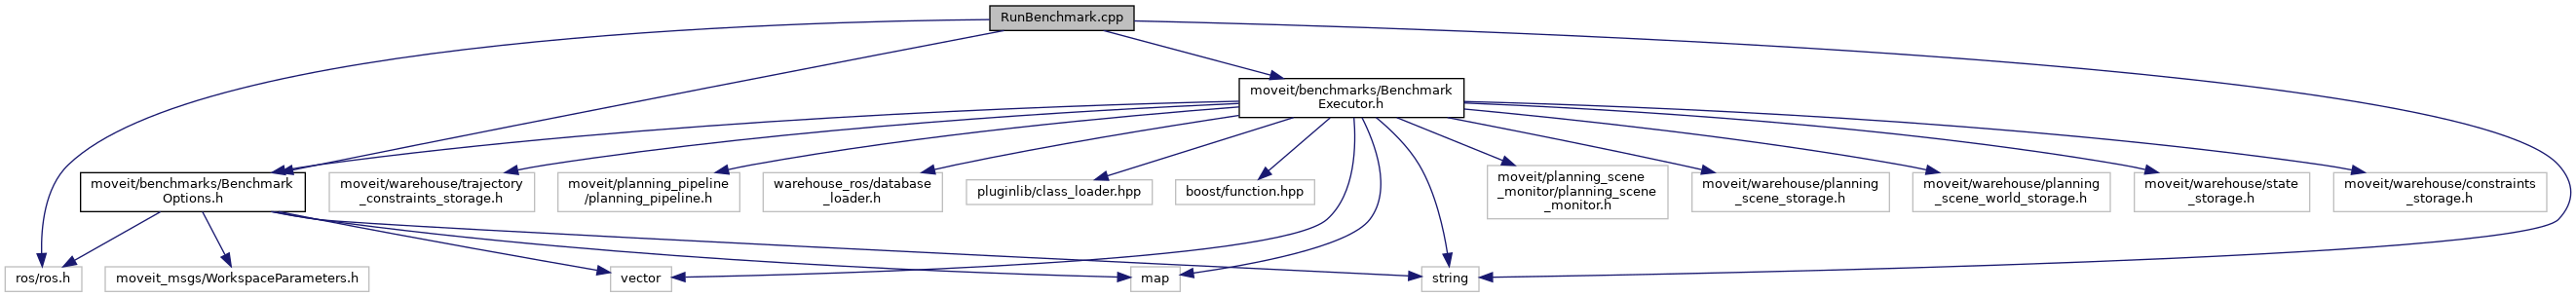 RunBenchmark.cpp
moveit/benchmarks/Benchmark
Executor.h
moveit/benchmarks/Benchmark
Options.h
moveit/warehouse/trajectory
_constraints_storage.h
moveit/planning_pipeline
/planning_pipeline.h
warehouse_ros/database
_loader.h
pluginlib/class_loader.hpp
boost/function.hpp
moveit/planning_scene
_monitor/planning_scene
_monitor.h
moveit/warehouse/planning
_scene_storage.h
moveit/warehouse/planning
_scene_world_storage.h
moveit/warehouse/state
_storage.h
moveit/warehouse/constraints
_storage.h
ros/ros.h
moveit_msgs/WorkspaceParameters.h
vector
map
string